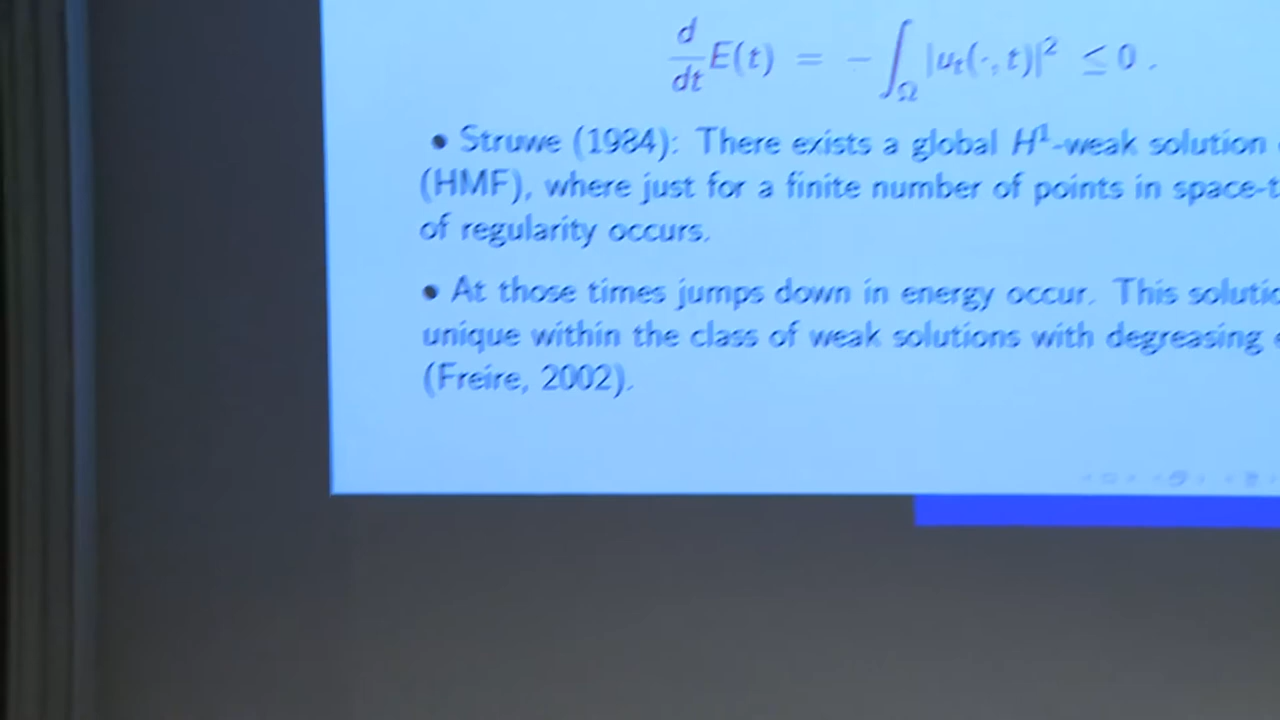 d/dt E(t) = − ∫_Ω |u_t(·, t)|² ≤ 0 .
• Struwe (1984): There exists a global H¹-weak solution
(HMF), where just for a finite number of points in space-t
of regularity occurs.
• At those times jumps down in energy occur. This solutio
unique within the class of weak solutions with degreasing
(Freire, 2002).